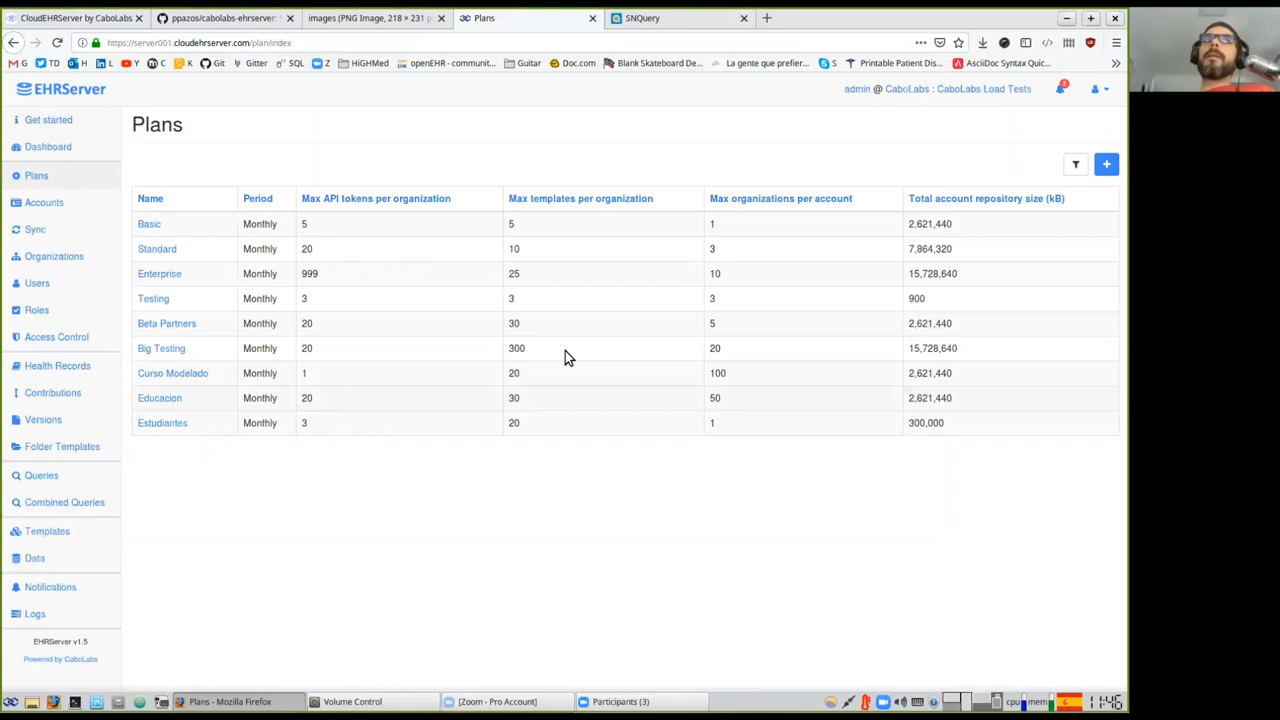 CloudEHRServer by CaboLabs
ppazos/cabolabs-ehrserver:
images (PNG Image, 218 × 231 p
Plans
SNQuery
https://server001.cloudehrserver.com/plan/index
G
TD
H
L
Y
C
K
Git
Gitter
SQL
Z
HiGHMed
openEHR - communit...
Guitar
Doc.com
Blank Skateboard De...
La gente que prefier...
S
Printable Patient Dis...
AsciiDoc Syntax Quic...
EHRServer
admin @ CaboLabs : CaboLabs Load Tests
Get started
Dashboard
Plans
Accounts
Sync
Organizations
Users
Roles
Access Control
Health Records
Contributions
Versions
Folder Templates
Queries
Combined Queries
Templates
Data
Notifications
Logs
EHRServer v1.5
Powered by CaboLabs
Plans
Name Period Max API tokens per organization Max templates per organization Max organizations per account Total account repository size (kB)
Basic Monthly 5 5 1 2,621,440
Standard Monthly 20 10 3 7,864,320
Enterprise Monthly 999 25 10 15,728,640
Testing Monthly 3 3 3 900
Beta Partners Monthly 20 30 5 2,621,440
Big Testing Monthly 20 300 20 15,728,640
Curso Modelado Monthly 1 20 100 2,621,440
Educacion Monthly 20 30 50 2,621,440
Estudiantes Monthly 3 20 1 300,000
Plans - Mozilla Firefox
Volume Control
[Zoom - Pro Account]
Participants (3)
cpu
mem
11:46